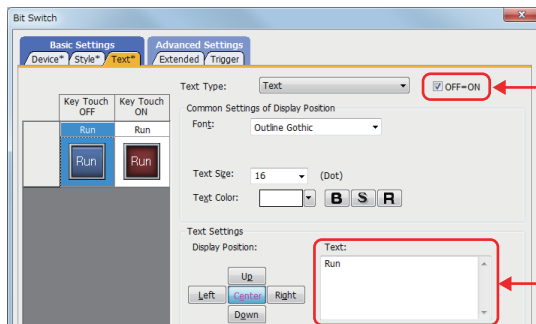 Bit Switch
Basic Settings Advanced Settings
Device* Style* Text* Extended Trigger
Text Type: Text OFF=ON
Key Touch OFF Key Touch ON
Run Run
Run Run
Common Settings of Display Position
Font: Outline Gothic
Text Size: 16 (Dot)
Text Color: B S R
Text Settings
Display Position: Text:
Run
Up
Left Center Right
Down